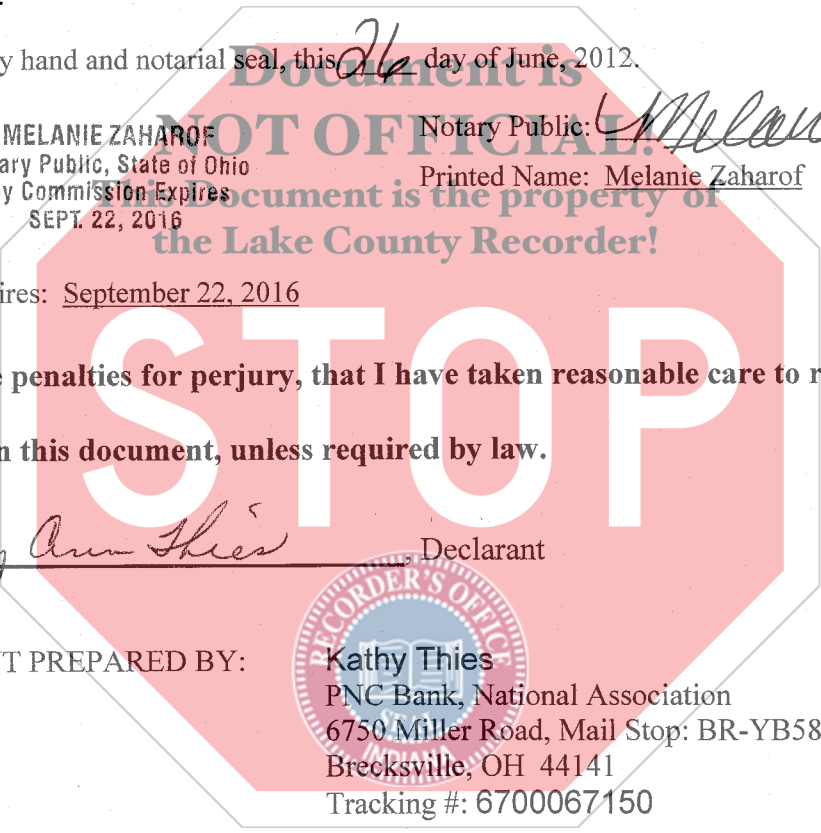 y hand and notarial seal, this 26 day of June, 2012.
Document is
NOT OFFICIAL!
This Document is the property of
the Lake County Recorder!
MELANIE ZAHAROF
ary Public, State of Ohio
y Commission Expires
SEPT. 22, 2016
Notary Public: Melan
Printed Name: Melanie Zaharof
ires: September 22, 2016
STOP
penalties for perjury, that I have taken reasonable care to r
n this document, unless required by law.
Ann Thies, Declarant
RECORDER'S OFFICE
SEAL
INDIANA
T PREPARED BY:
Kathy Thies
PNC Bank, National Association
6750 Miller Road, Mail Stop: BR-YB58
Brecksville, OH 44141
Tracking #: 6700067150